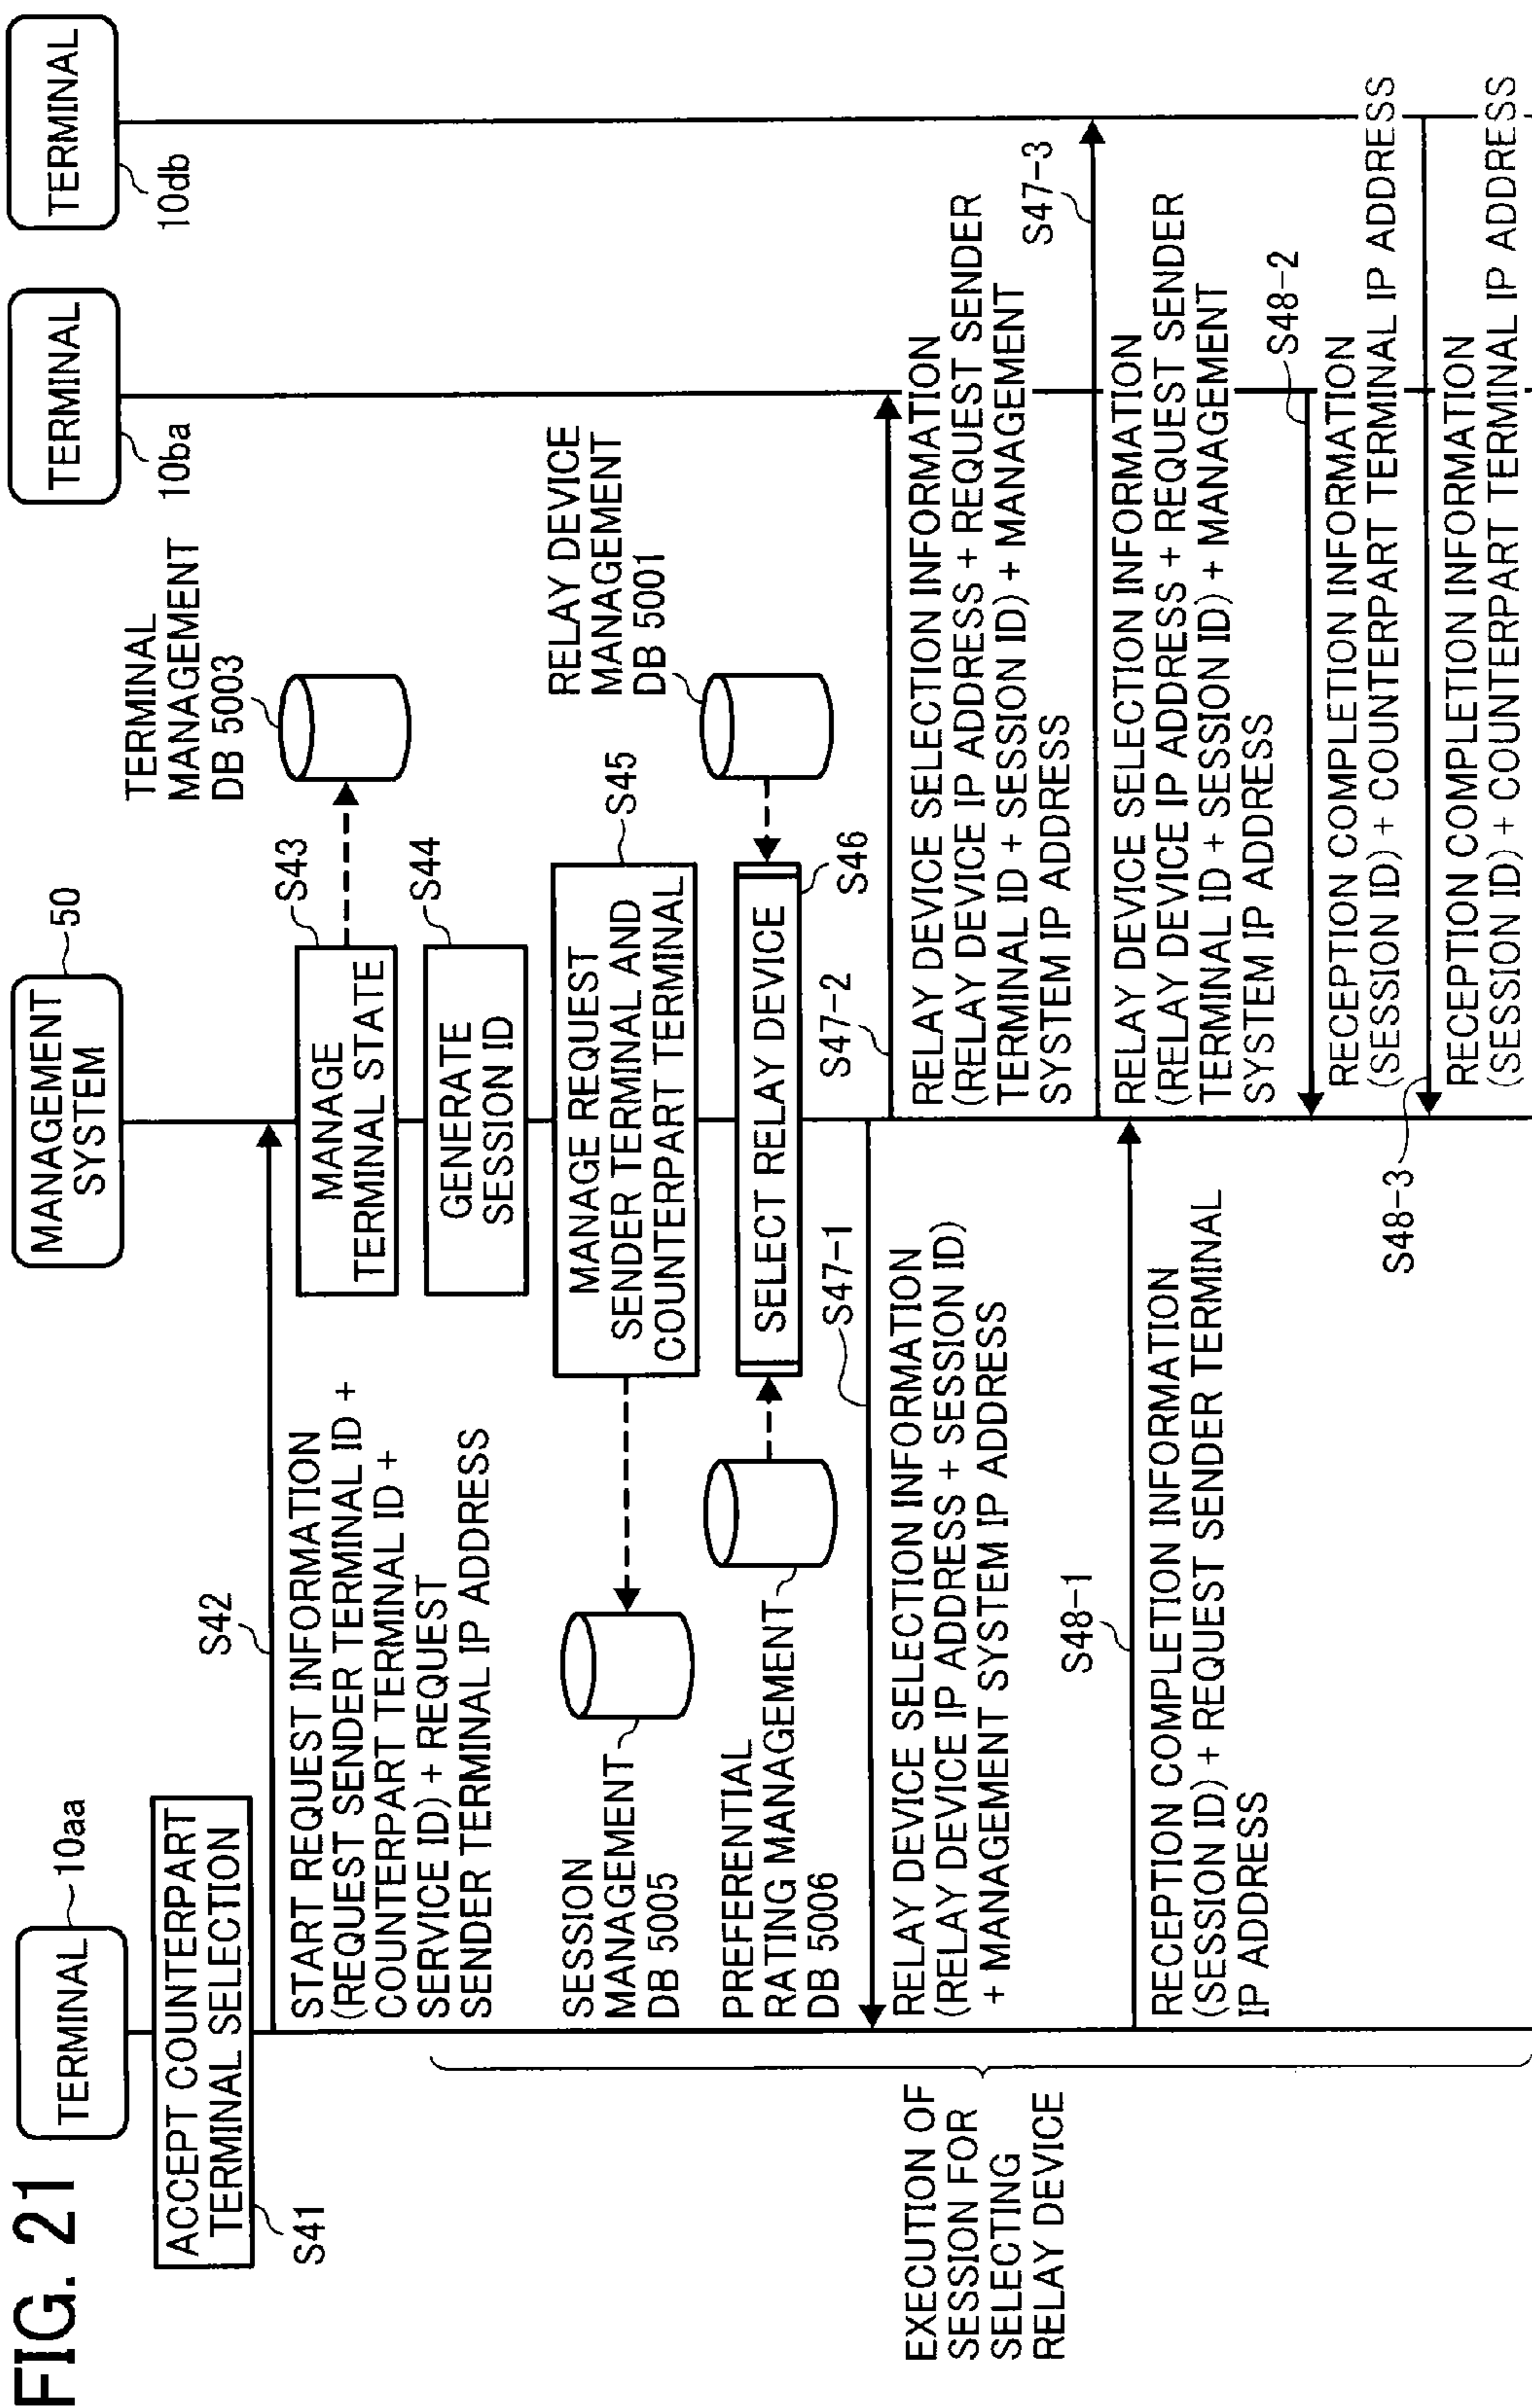 FIG. 21
TERMINAL
10aa
MANAGEMENT
SYSTEM
50
TERMINAL
10ba
TERMINAL
10db
ACCEPT COUNTERPART
TERMINAL SELECTION
S41
S42
START REQUEST INFORMATION
(REQUEST SENDER TERMINAL ID +
COUNTERPART TERMINAL ID +
SERVICE ID) + REQUEST
SENDER TERMINAL IP ADDRESS
MANAGE
TERMINAL STATE
S43
TERMINAL
MANAGEMENT
DB 5003
GENERATE
SESSION ID
S44
MANAGE REQUEST
SENDER TERMINAL AND
COUNTERPART TERMINAL
S45
SESSION
MANAGEMENT
DB 5005
RELAY DEVICE
MANAGEMENT
DB 5001
SELECT RELAY DEVICE
S46
PREFERENTIAL
RATING MANAGEMENT
DB 5006
S47-1
RELAY DEVICE SELECTION INFORMATION
(RELAY DEVICE IP ADDRESS + SESSION ID)
+ MANAGEMENT SYSTEM IP ADDRESS
S47-2
RELAY DEVICE SELECTION INFORMATION
(RELAY DEVICE IP ADDRESS + REQUEST SENDER
TERMINAL ID + SESSION ID) + MANAGEMENT
SYSTEM IP ADDRESS
S47-3
RELAY DEVICE SELECTION INFORMATION
(RELAY DEVICE IP ADDRESS + REQUEST SENDER
TERMINAL ID + SESSION ID) + MANAGEMENT
SYSTEM IP ADDRESS
EXECUTION OF
SESSION FOR
SELECTING
RELAY DEVICE
S48-1
RECEPTION COMPLETION INFORMATION
(SESSION ID) + REQUEST SENDER TERMINAL
IP ADDRESS
S48-2
RECEPTION COMPLETION INFORMATION
(SESSION ID) + COUNTERPART TERMINAL IP ADDRESS
S48-3
RECEPTION COMPLETION INFORMATION
(SESSION ID) + COUNTERPART TERMINAL IP ADDRESS